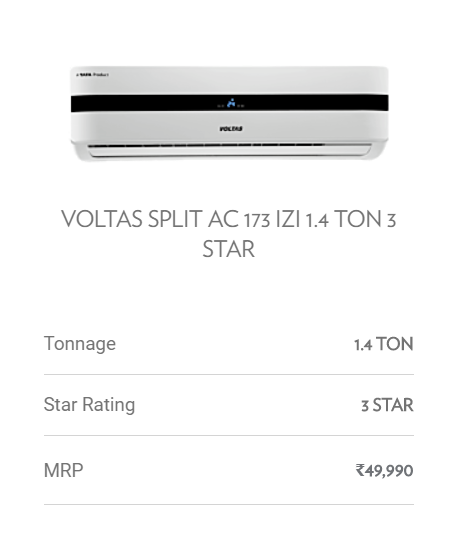 A TATA Product
VOLTAS
VOLTAS SPLIT AC 173 IZI 1.4 TON 3
STAR
Tonnage 1.4 TON
Star Rating 3 STAR
MRP ₹49,990